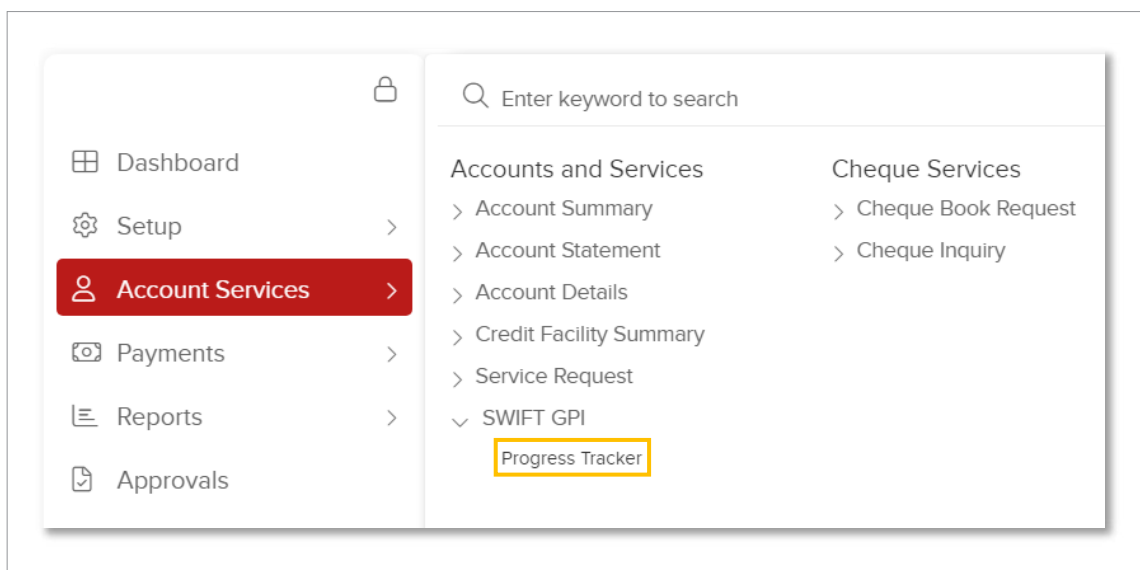 Enter keyword to search
Dashboard
Setup
Account Services
Payments
Reports
Approvals
Accounts and Services
Account Summary
Account Statement
Account Details
Credit Facility Summary
Service Request
SWIFT GPI
Progress Tracker
Cheque Services
Cheque Book Request
Cheque Inquiry